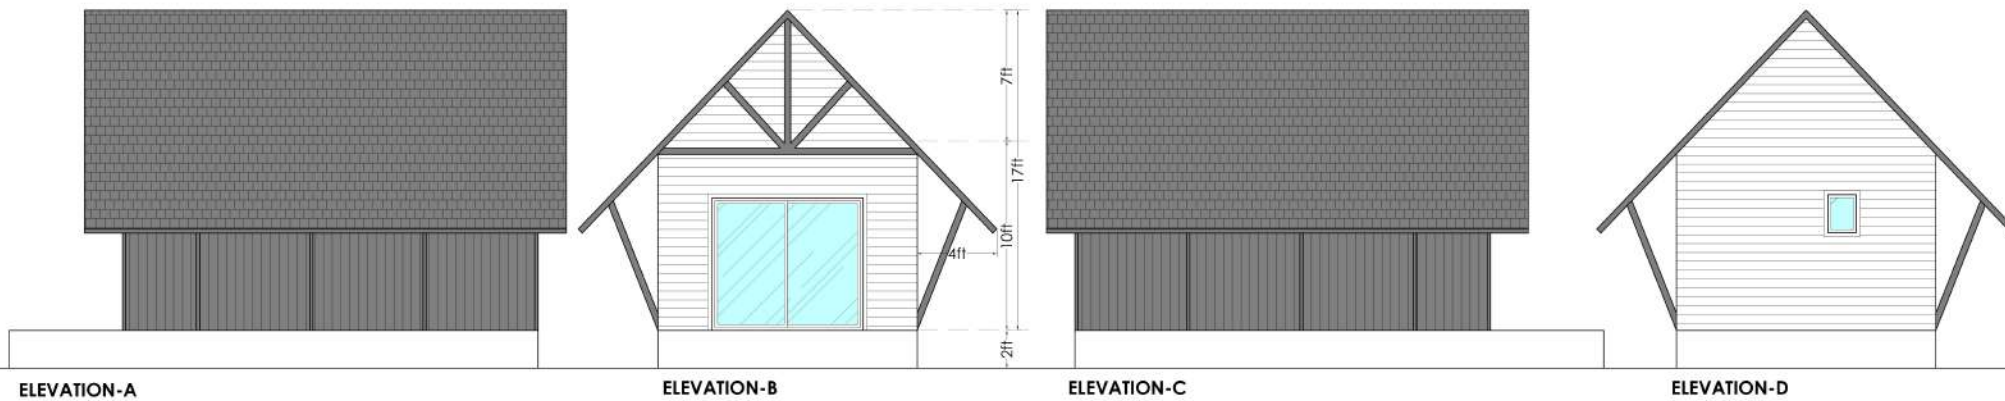 7ft
17ft
10ft
4ft
2ft
ELEVATION-A
ELEVATION-B
ELEVATION-C
ELEVATION-D